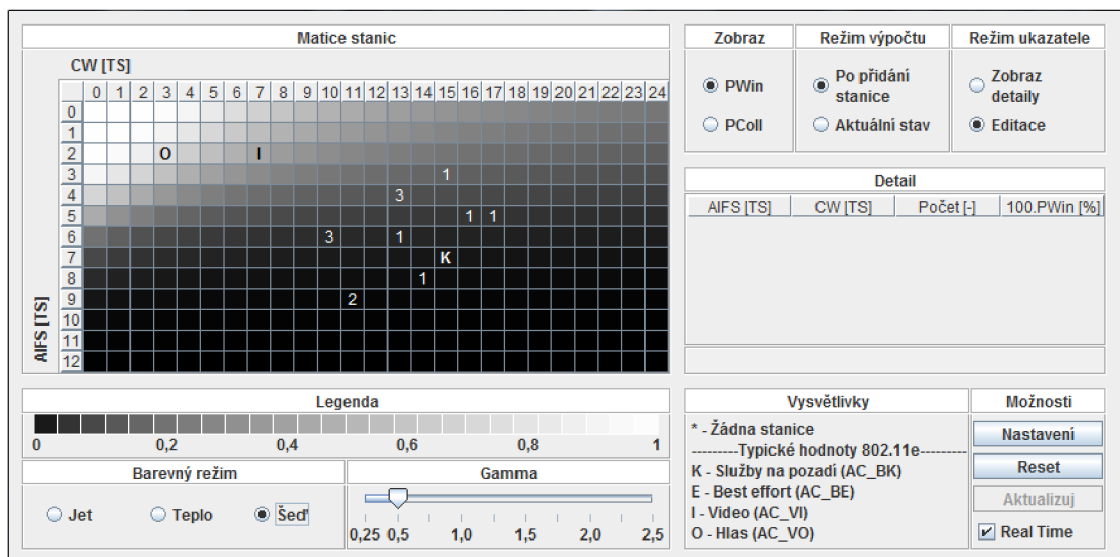 Matice stanic
CW [TS]
0 1 2 3 4 5 6 7 8 9 10 11 12 13 14 15 16 17 18 19 20 21 22 23 24
0
1
2 O I
3 1
4 3
5 1 1
6 3 1
7 K
8 1
9 2
10
11
12
AIFS [TS]
Zobraz
PWin
PColl
Režim výpočtu
Po přidání
stanice
Aktuální stav
Režim ukazatele
Zobraz
detaily
Editace
Detail
AIFS [TS] CW [TS] Počet [-] 100.PWin [%]
Legenda
0 0,2 0,4 0,6 0,8 1
Barevný režim
Jet Teplo Šeď
Gamma
0,25 0,5 1,0 1,5 2,0 2,5
Vysvětlivky
* - Žádna stanice
---------Typické hodnoty 802.11e--------
K - Služby na pozadí (AC_BK)
E - Best effort (AC_BE)
I - Video (AC_VI)
O - Hlas (AC_VO)
Možnosti
Nastavení
Reset
Aktualizuj
Real Time